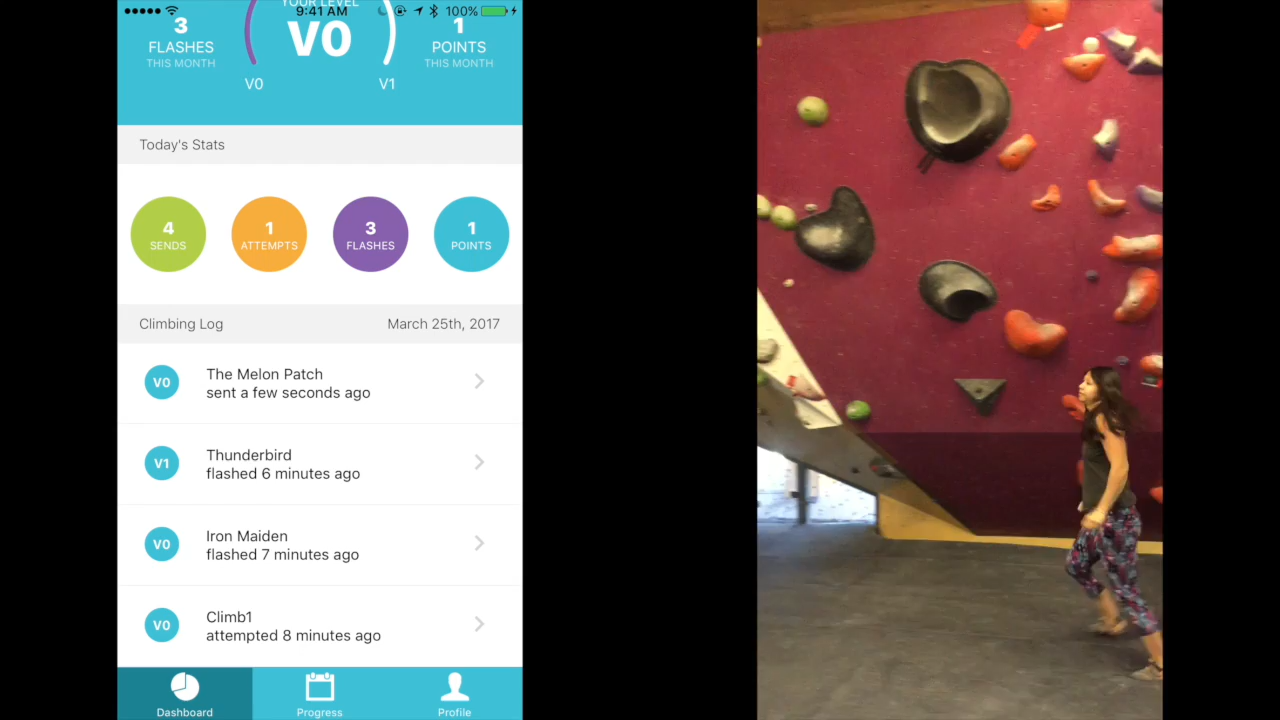 9:41 AM
100%
YOUR LEVEL
3
FLASHES
THIS MONTH
V0
1
POINTS
THIS MONTH
V0
V1
Today's Stats
4
SENDS
1
ATTEMPTS
3
FLASHES
1
POINTS
Climbing Log
March 25th, 2017
V0
The Melon Patch
sent a few seconds ago
V1
Thunderbird
flashed 6 minutes ago
V0
Iron Maiden
flashed 7 minutes ago
V0
Climb1
attempted 8 minutes ago
Dashboard
Progress
Profile